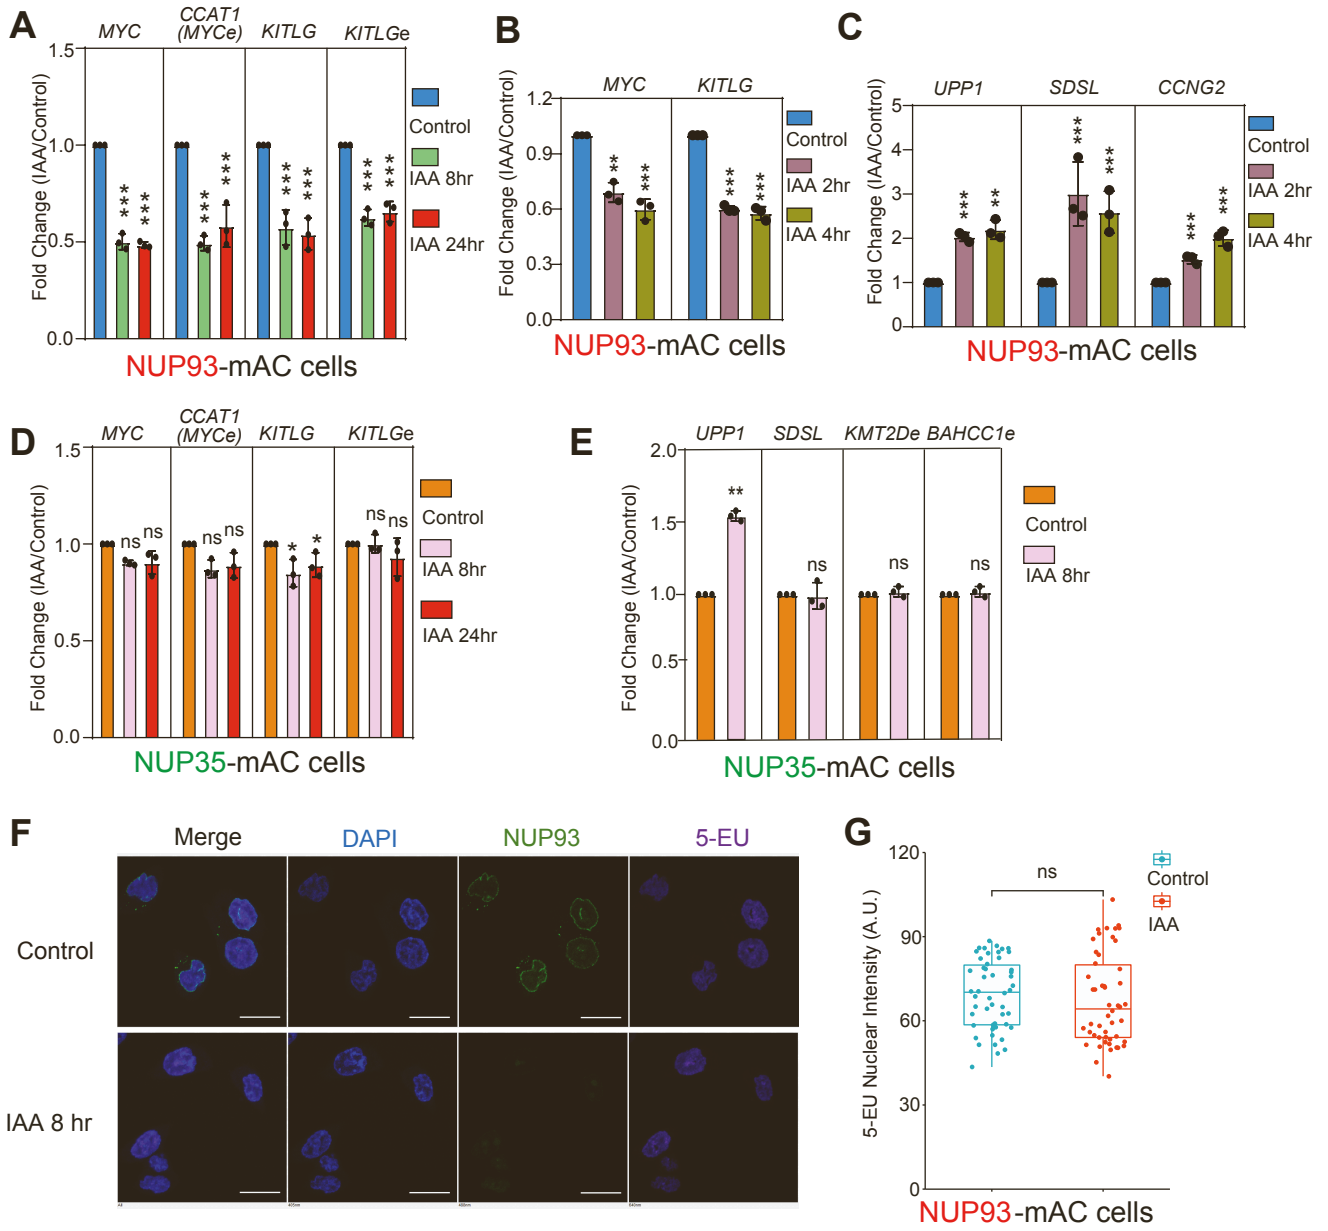 A
MYC
CCAT1
(MYCe)
KITLG
KITLGe
Fold Change (IAA/Control)
1.5
1.0
0.5
0.0
***
***
***
***
***
***
***
***
Control
IAA 8hr
IAA 24hr
NUP93-mAC cells
B
MYC
KITLG
Fold Change (IAA/Control)
1.2
0.9
0.6
0.3
0.0
**
***
***
***
Control
IAA 2hr
IAA 4hr
NUP93-mAC cells
C
UPP1
SDSL
CCNG2
Fold Change (IAA/Control)
5
4
3
2
1
0
***
**
***
***
***
***
Control
IAA 2hr
IAA 4hr
NUP93-mAC cells
D
MYC
CCAT1
(MYCe)
KITLG
KITLGe
Fold Change (IAA/Control)
1.5
1.0
0.5
0.0
ns
ns
ns
ns
*
*
ns
ns
Control
IAA 8hr
IAA 24hr
NUP35-mAC cells
E
UPP1
SDSL
KMT2De
BAHCC1e
Fold Change (IAA/Control)
2.0
1.5
1.0
0.5
0.0
**
ns
ns
ns
Control
IAA 8hr
NUP35-mAC cells
F
Merge
DAPI
NUP93
5-EU
Control
IAA 8 hr
G
5-EU Nuclear Intensity (A.U.)
120
90
60
30
0
ns
Control
IAA
NUP93-mAC cells